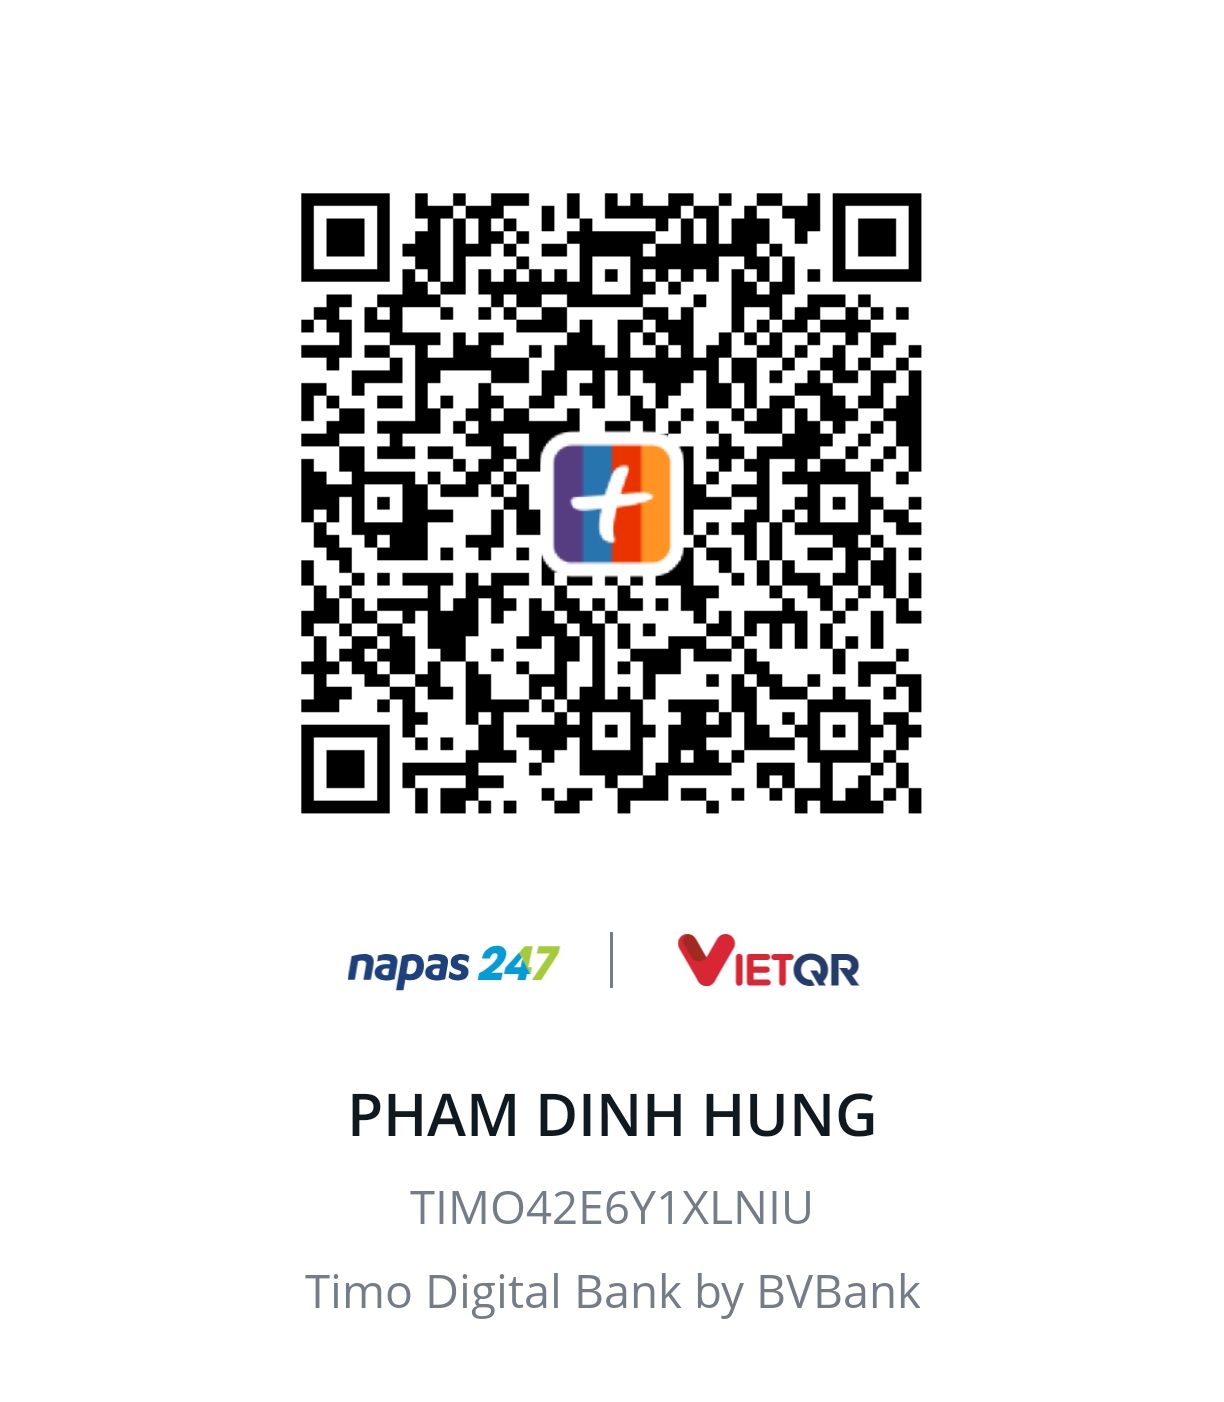 napas 247 | VIETQR
PHAM DINH HUNG
TIMO42E6Y1XLNIU
Timo Digital Bank by BVBank